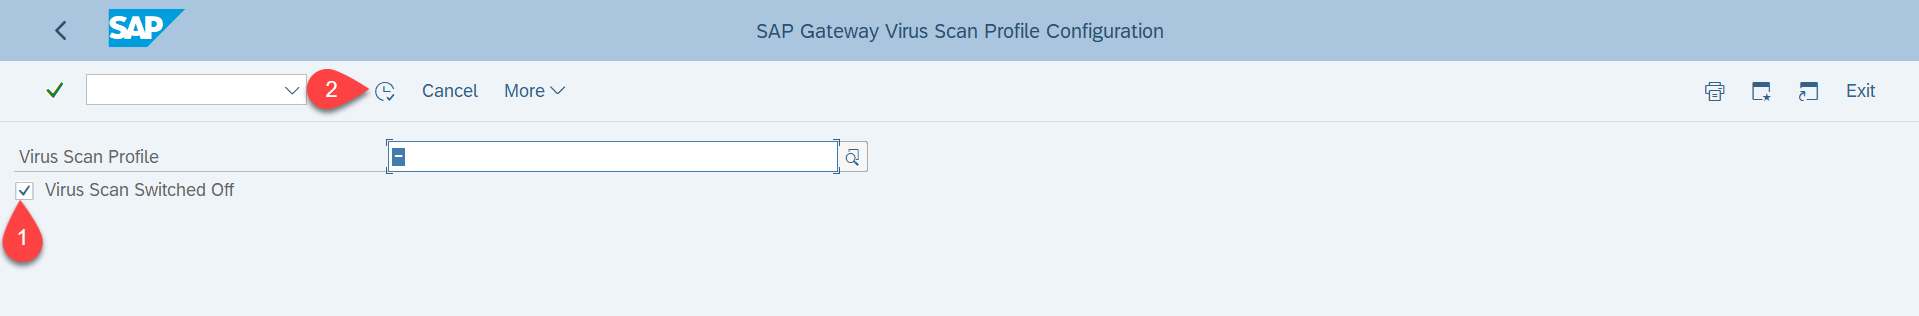 SAP SAP Gateway Virus Scan Profile Configuration
2 Cancel More Exit
Virus Scan Profile –
Virus Scan Switched Off
1